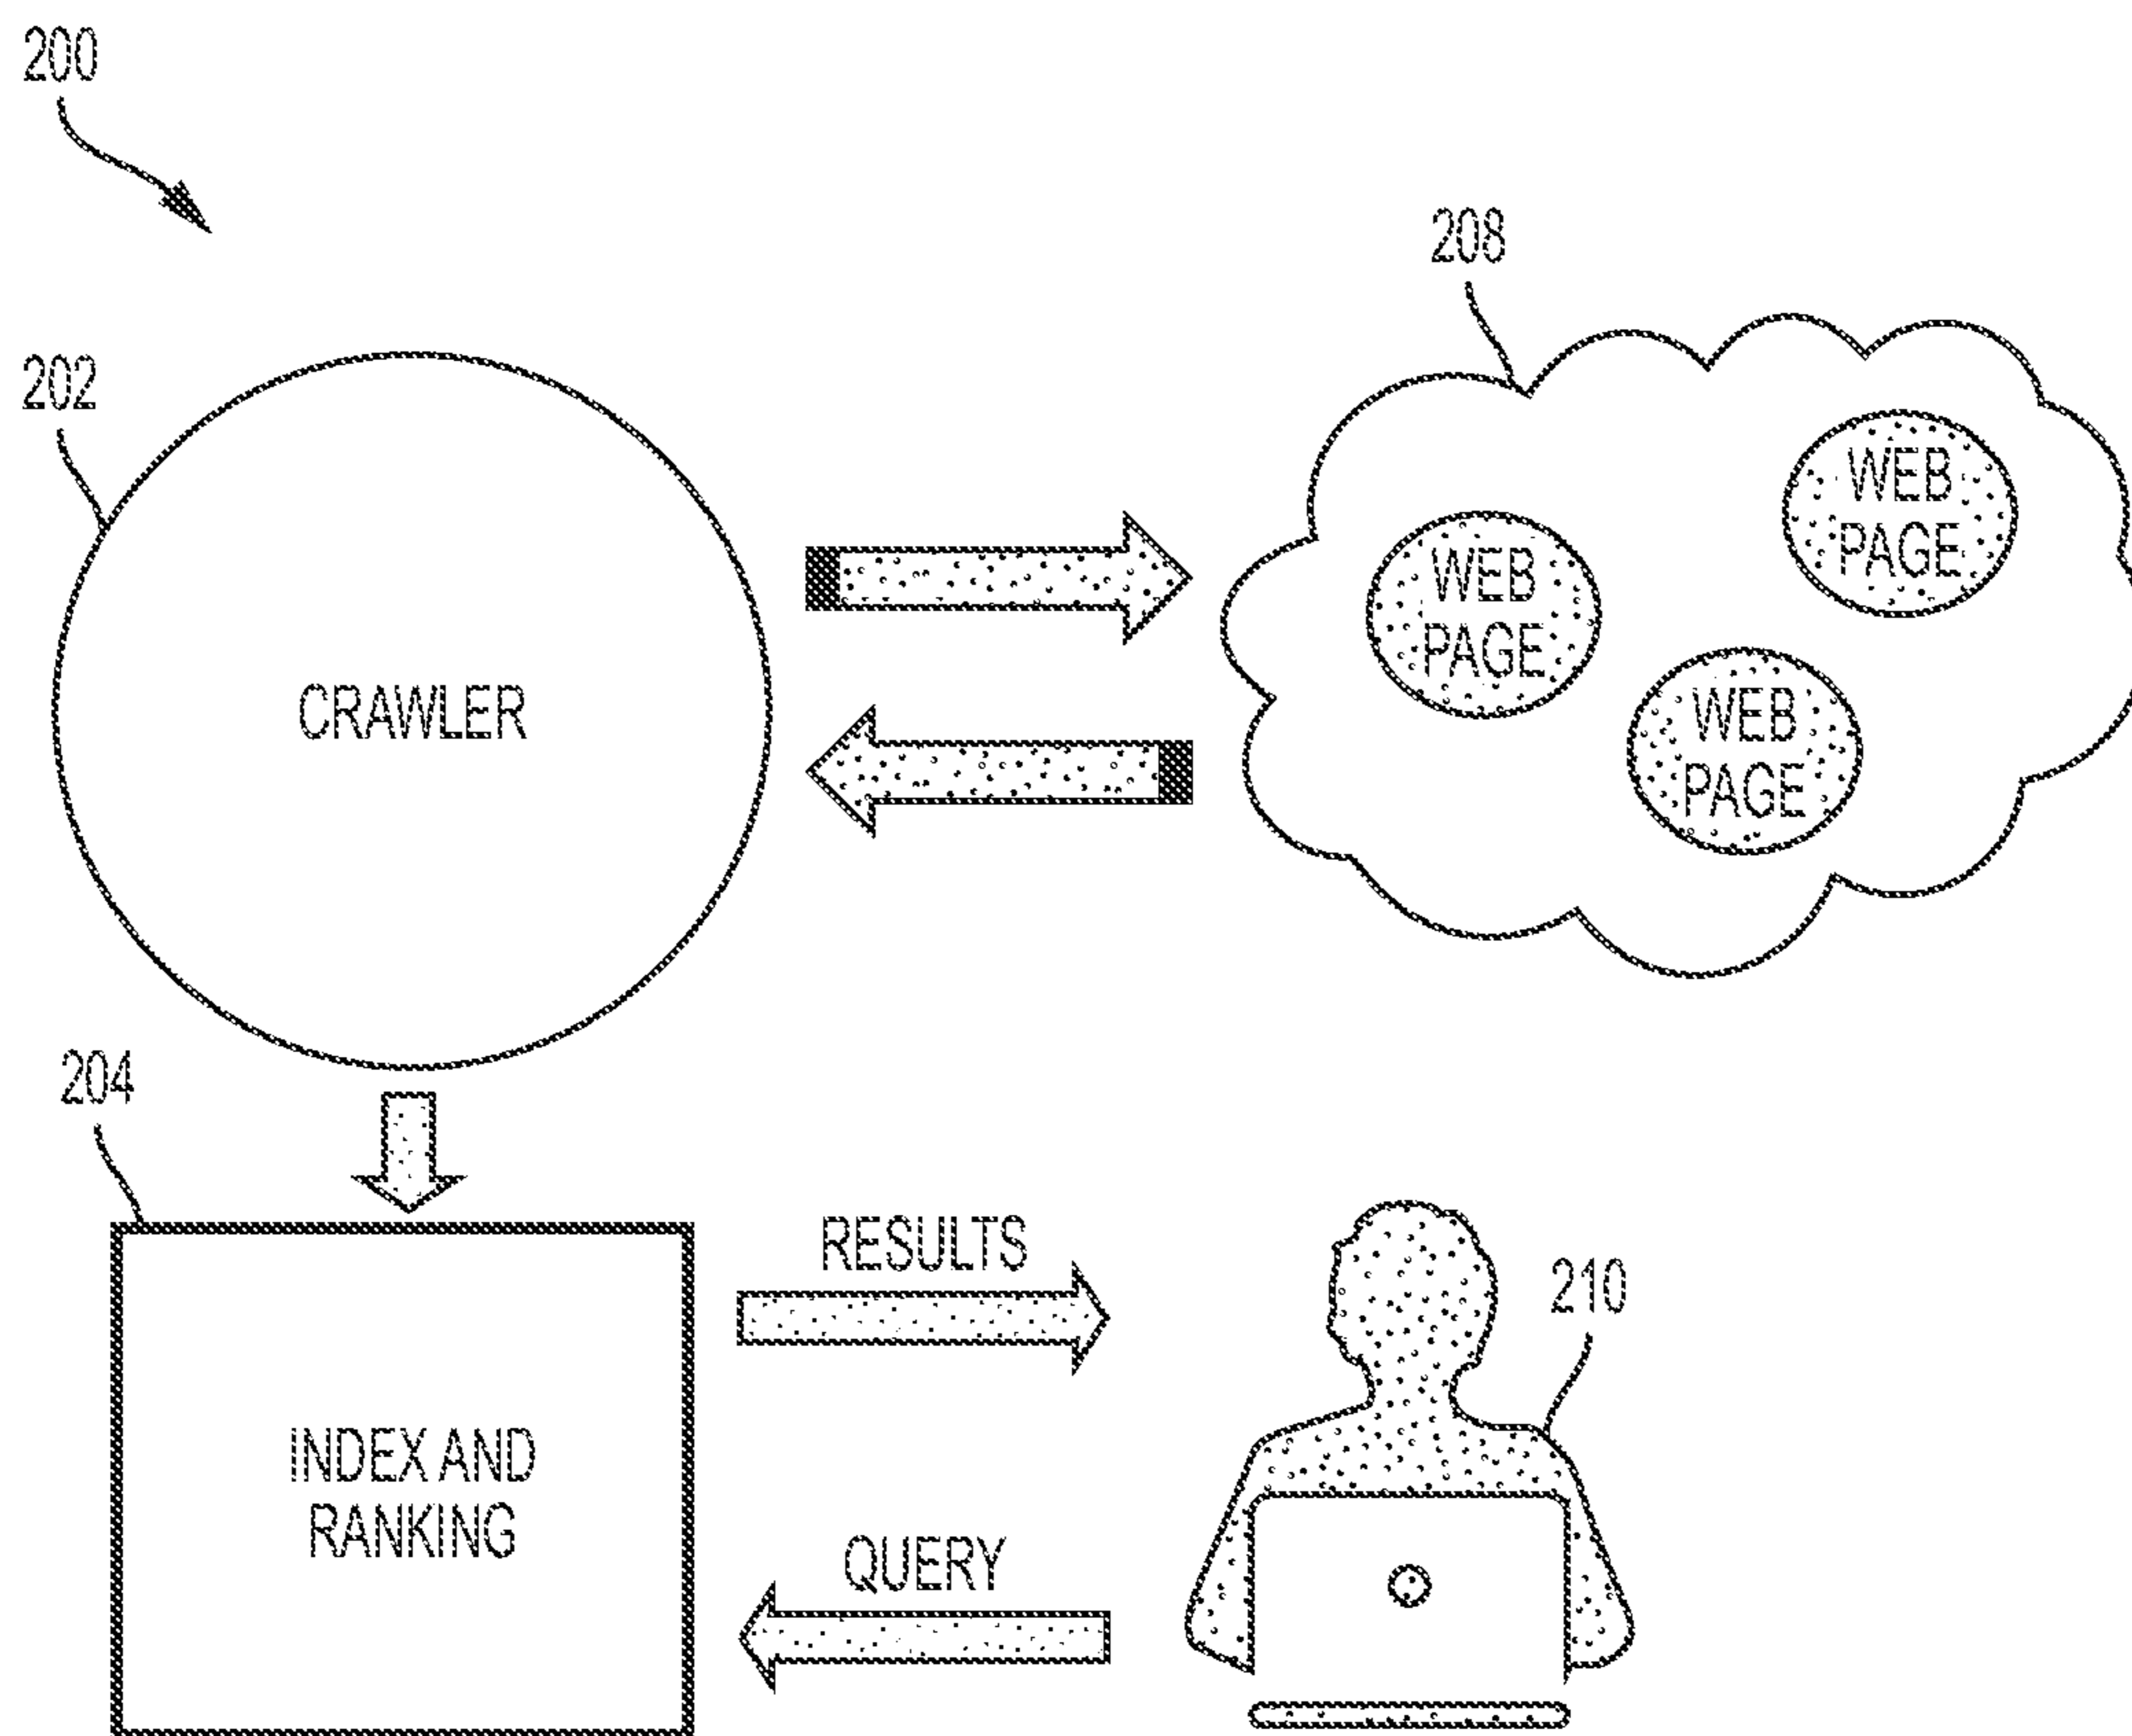 200
208
202
WEB
PAGE
WEB
PAGE
WEB
PAGE
CRAWLER
204
RESULTS
210
INDEX AND
RANKING
QUERY